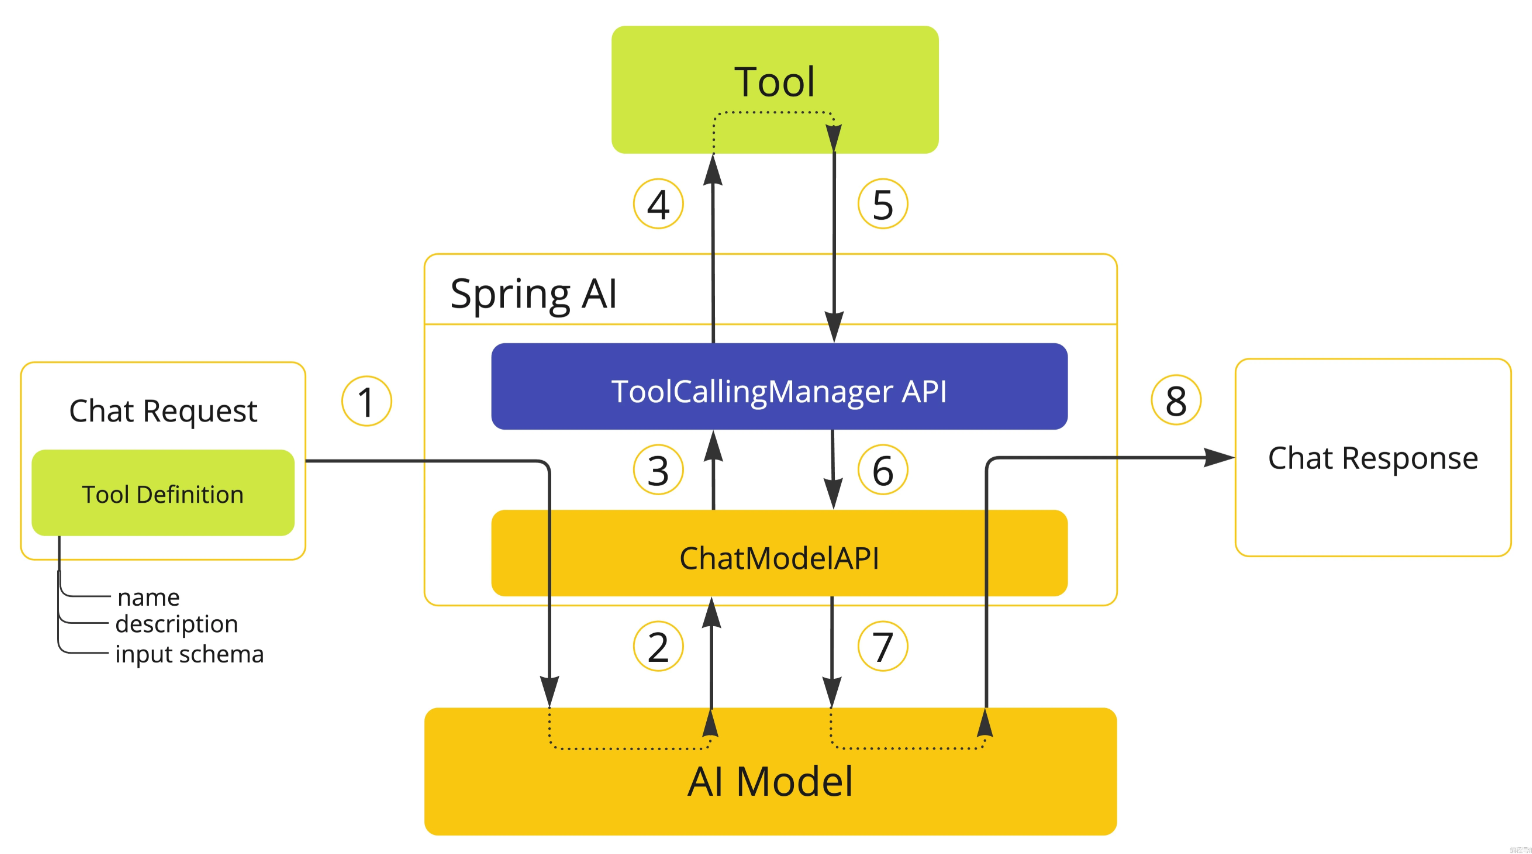 Tool
4
5
Spring AI
Chat Request
1
ToolCallingManager API
8
Tool Definition
3
6
Chat Response
ChatModelAPI
name
description
input schema
2
7
AI Model